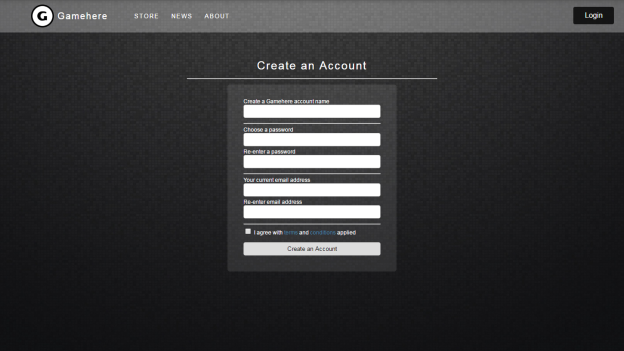 G Gamehere STORE NEWS ABOUT Login
Create an Account
Create a Gamehere account name
Choose a password
Re-enter a password
Your current email address
Re-enter email address
I agree with terms and conditions applied
Create an Account